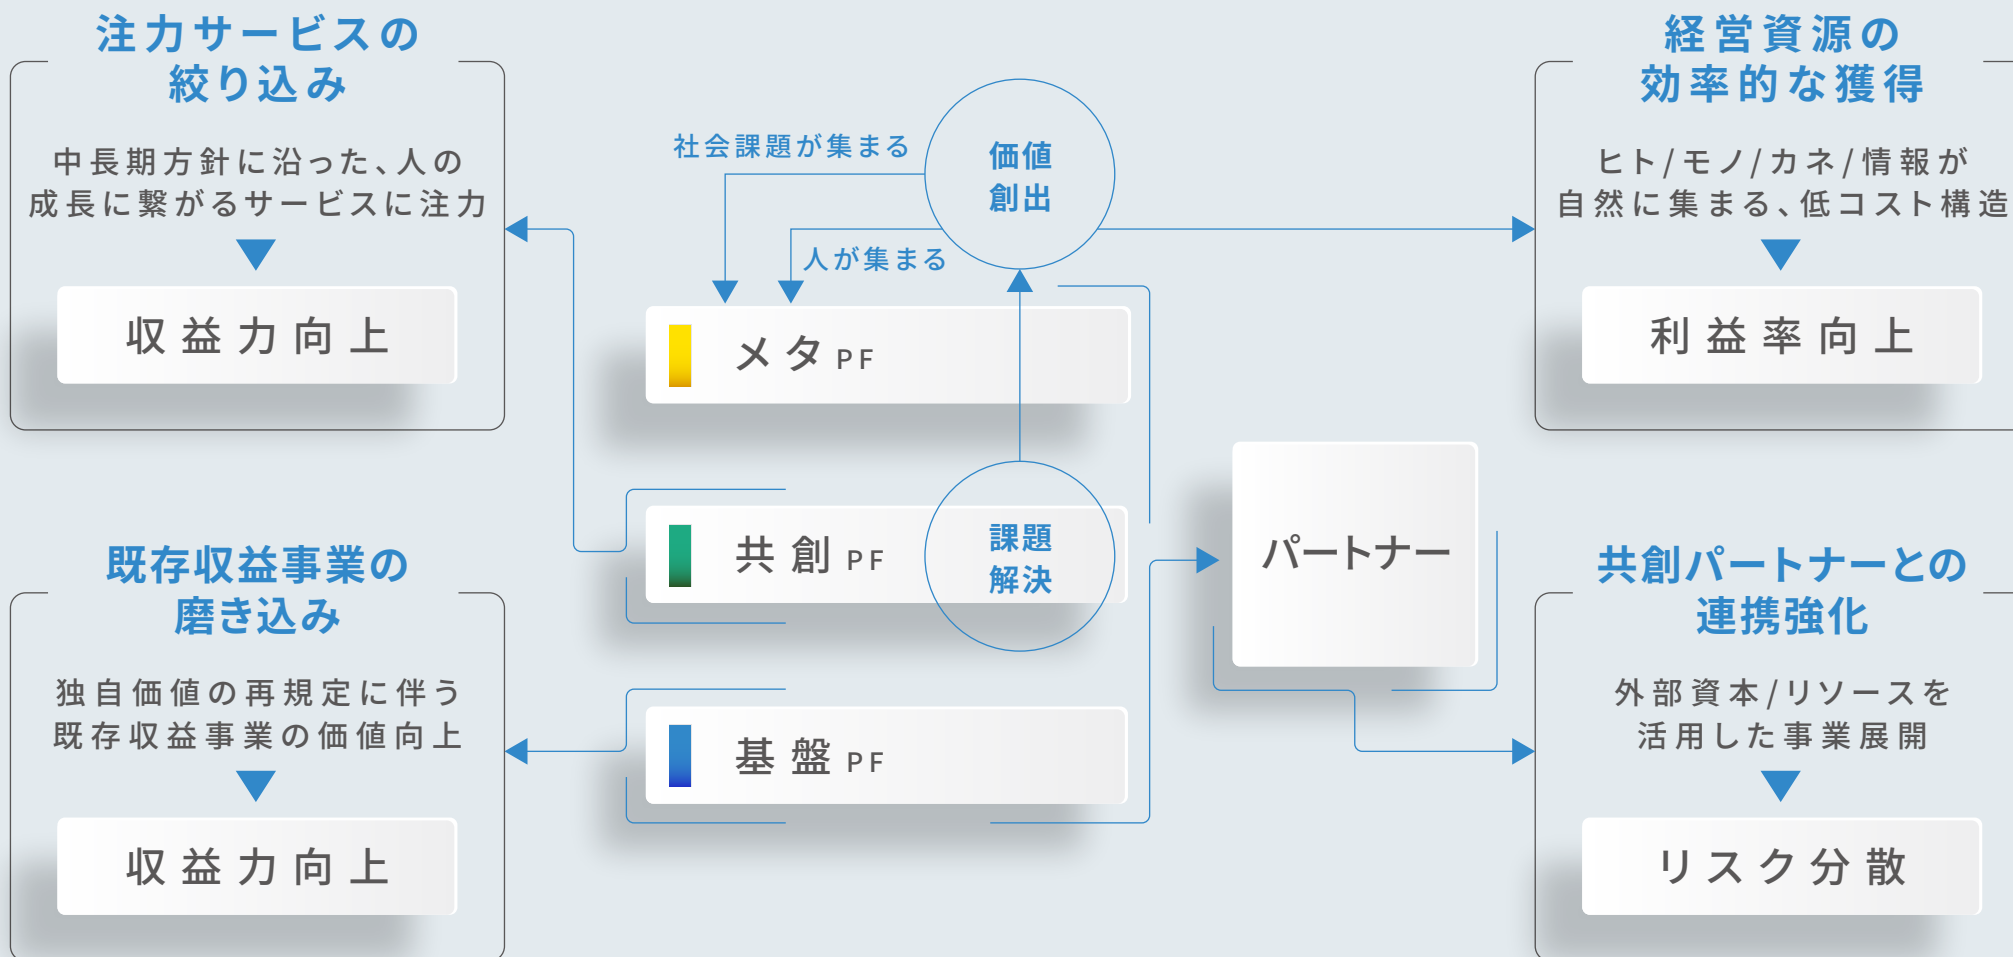 注力サービスの
絞り込み
中長期方針に沿った、人の
成長に繋がるサービスに注力
収益力向上
既存収益事業の
磨き込み
独自価値の再規定に伴う
既存収益事業の価値向上
収益力向上
社会課題が集まる
人が集まる
価値
創出
メタPF
共創PF
課題
解決
基盤PF
パートナー
経営資源の
効率的な獲得
ヒト/モノ/カネ/情報が
自然に集まる、低コスト構造
利益率向上
共創パートナーとの
連携強化
外部資本/リソースを
活用した事業展開
リスク分散